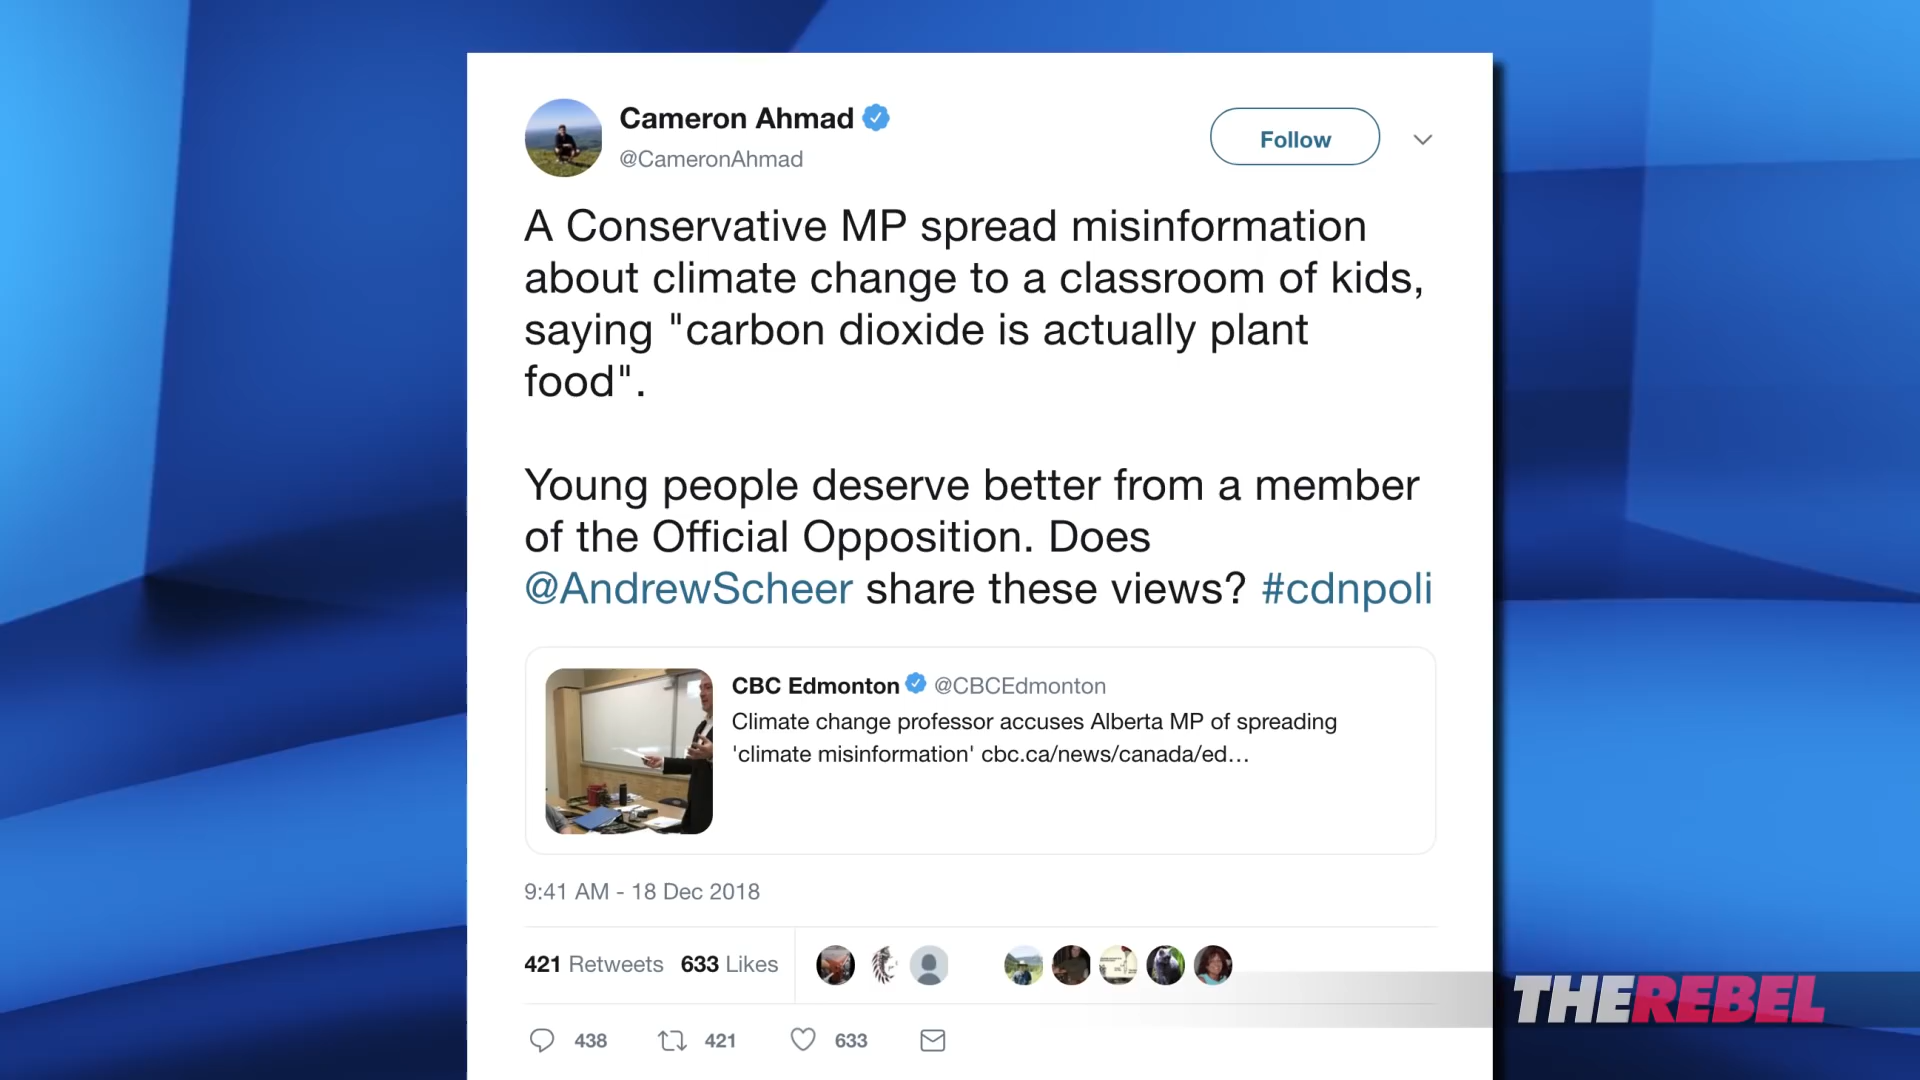 Cameron Ahmad
@CameronAhmad
Follow
A Conservative MP spread misinformation
about climate change to a classroom of kids,
saying "carbon dioxide is actually plant
food".
Young people deserve better from a member
of the Official Opposition. Does
@AndrewScheer share these views? #cdnpoli
CBC Edmonton @CBCEdmonton
Climate change professor accuses Alberta MP of spreading
'climate misinformation' cbc.ca/news/canada/ed…
9:41 AM - 18 Dec 2018
421 Retweets 633 Likes
438 421 633
THEREBEL